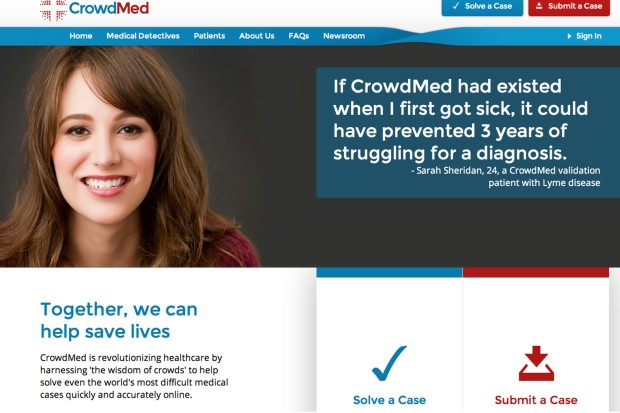 CrowdMed
Solve a Case
Submit a Case
Home Medical Detectives Patients About Us FAQs Newsroom Sign In
If CrowdMed had existed
when I first got sick, it could
have prevented 3 years of
struggling for a diagnosis.
- Sarah Sheridan, 24, a CrowdMed validation
patient with Lyme disease
Together, we can
help save lives
CrowdMed is revolutionizing healthcare by
harnessing 'the wisdom of crowds' to help
solve even the world's most difficult medical
cases quickly and accurately online.
Solve a Case
Submit a Case